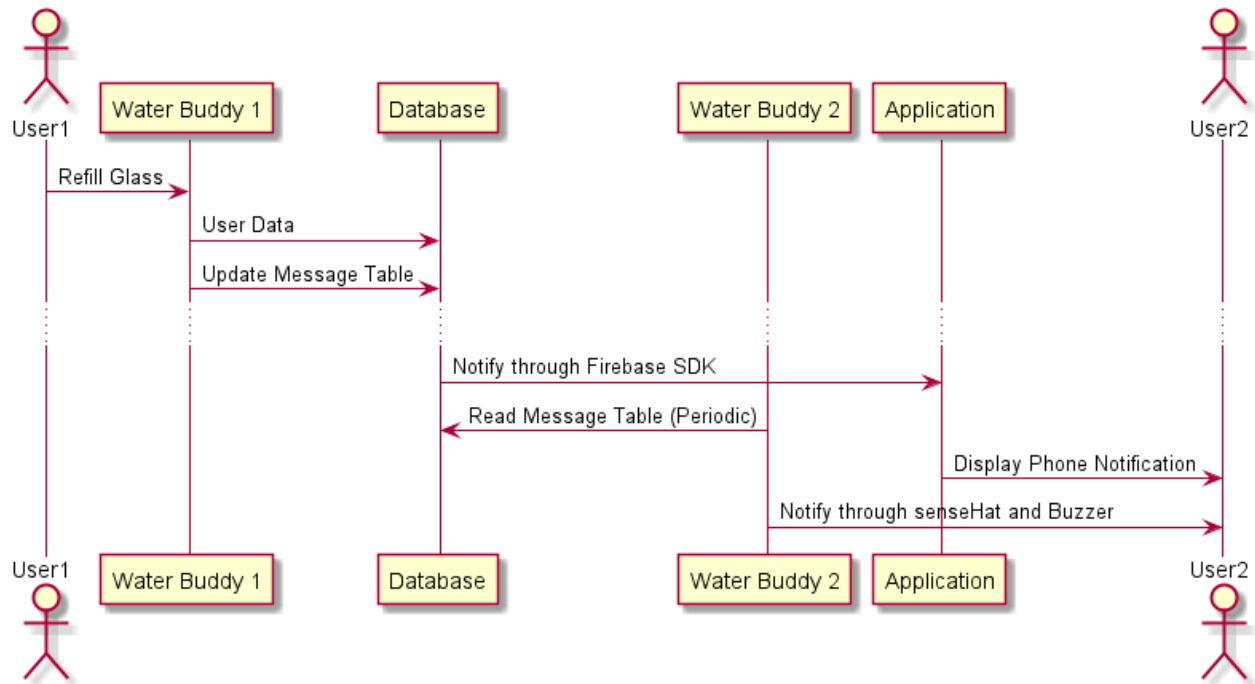 User1
Water Buddy 1
Database
Water Buddy 2
Application
User2
Refill Glass
User Data
Update Message Table
Notify through Firebase SDK
Read Message Table (Periodic)
Display Phone Notification
Notify through senseHat and Buzzer
User1
Water Buddy 1
Database
Water Buddy 2
Application
User2